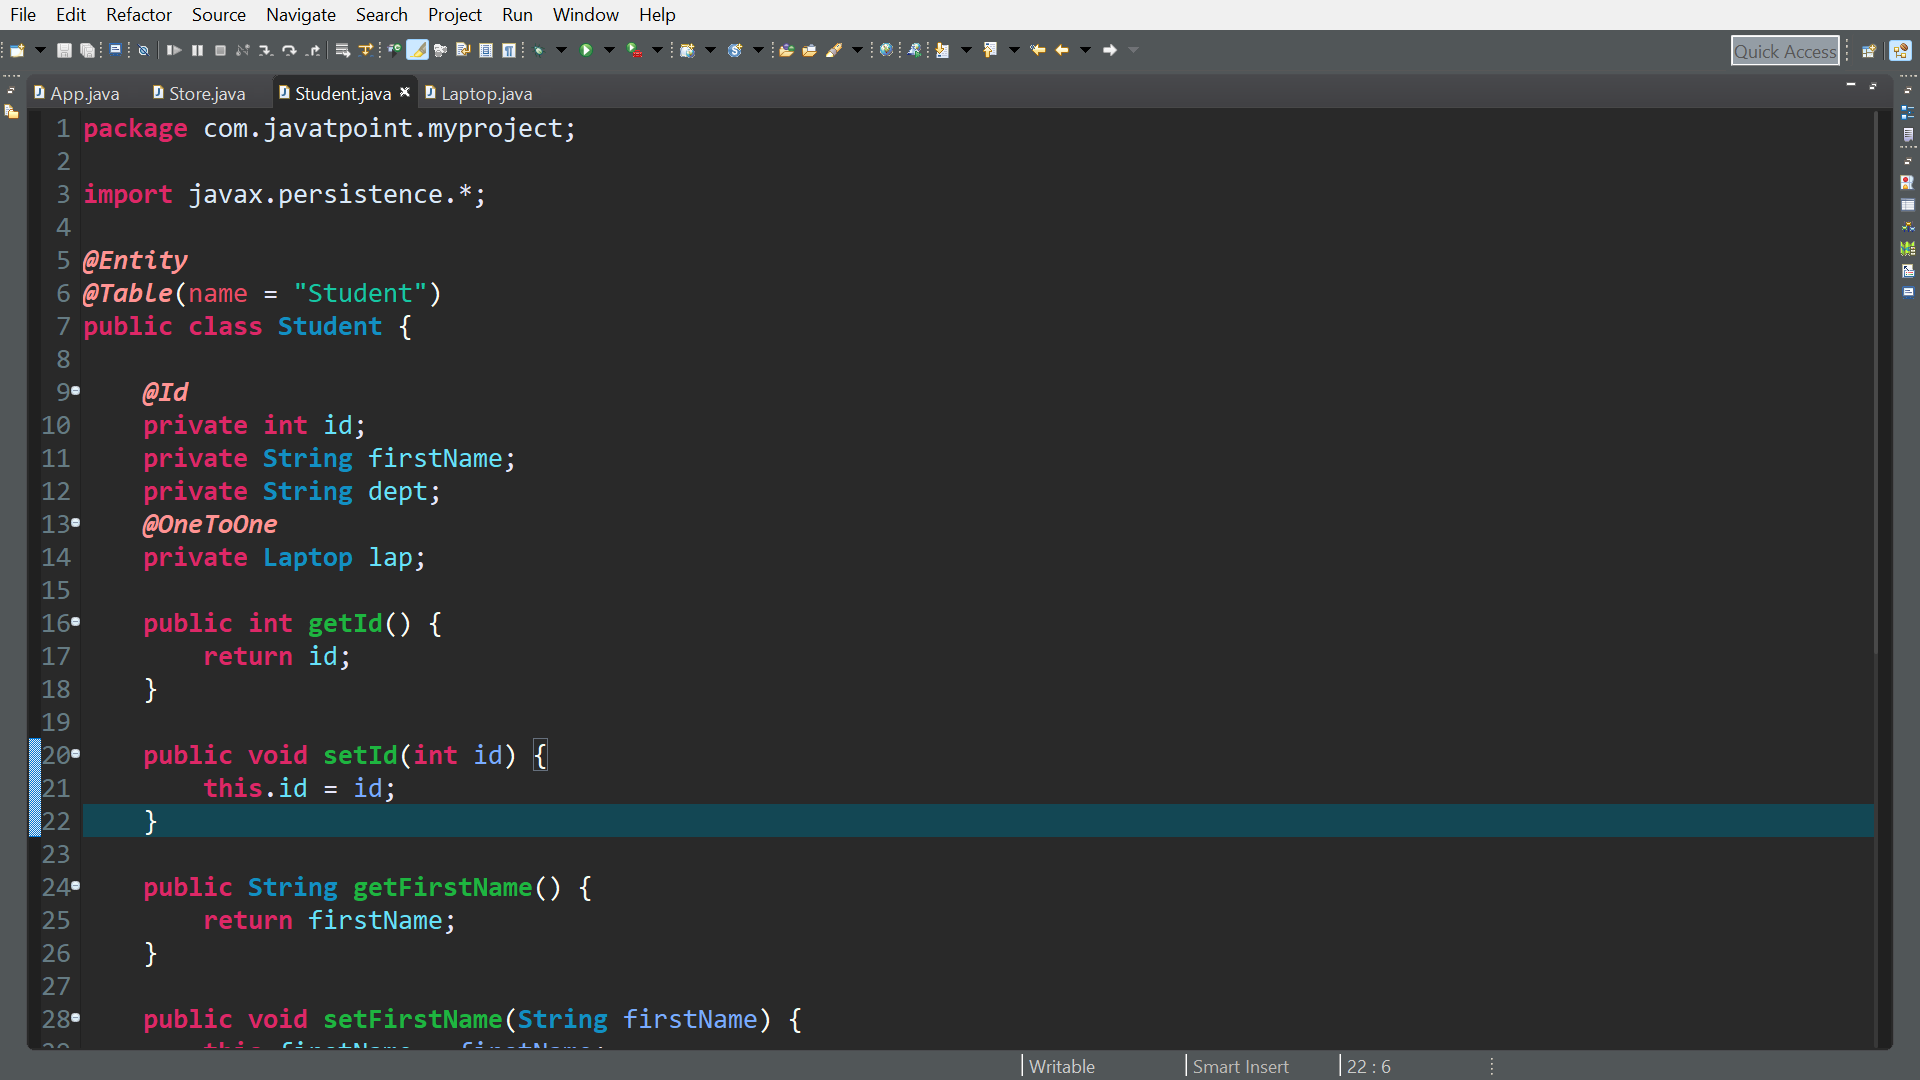 File Edit Refactor Source Navigate Search Project Run Window Help
Quick Access
App.java Store.java Student.java Laptop.java
1 package com.javatpoint.myproject;
2
3 import javax.persistence.*;
4
5 @Entity
6 @Table(name = "Student")
7 public class Student {
8
9 @Id
10 private int id;
11 private String firstName;
12 private String dept;
13 @OneToOne
14 private Laptop lap;
15
16 public int getId() {
17 return id;
18 }
19
20 public void setId(int id) {
21 this.id = id;
22 }
23
24 public String getFirstName() {
25 return firstName;
26 }
27
28 public void setFirstName(String firstName) {
29 this.firstName = firstName;
Writable Smart Insert 22 : 6